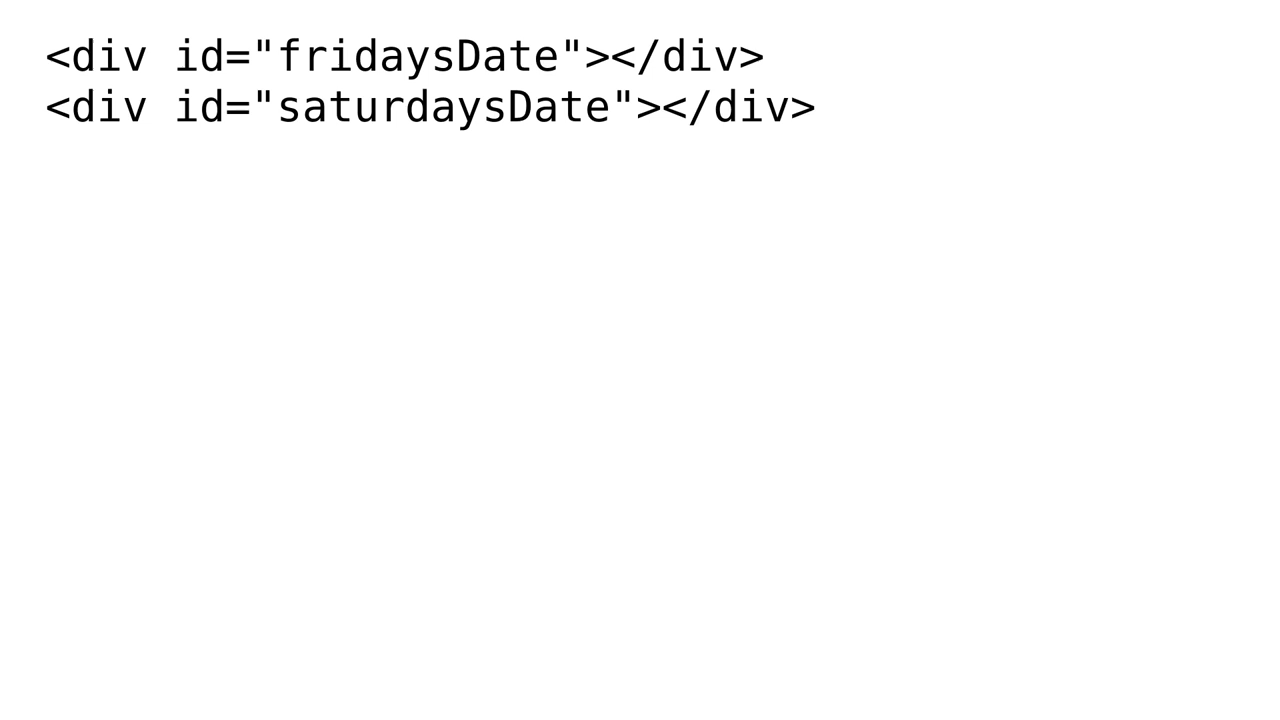 <div id="fridaysDate"></div>
<div id="saturdaysDate"></div>